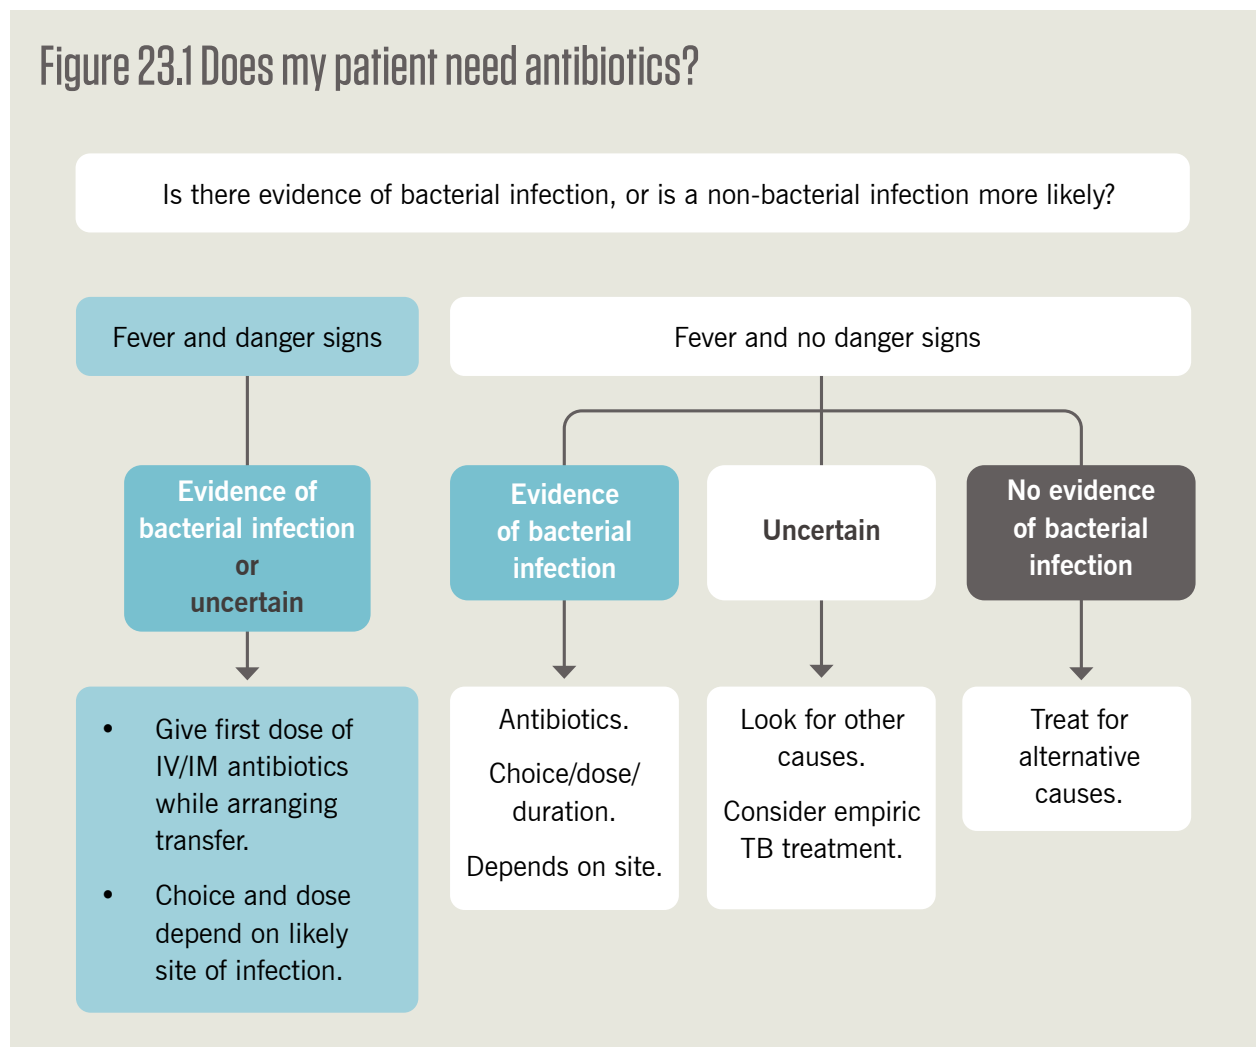 Figure 23.1 Does my patient need antibiotics?
Is there evidence of bacterial infection, or is a non-bacterial infection more likely?
Fever and danger signs
Fever and no danger signs
Evidence of
bacterial infection
or
uncertain
Evidence
of bacterial
infection
Uncertain
No evidence
of bacterial
infection
• Give first dose of
IV/IM antibiotics
while arranging
transfer.
• Choice and dose
depend on likely
site of infection.
Antibiotics.
Choice/dose/
duration.
Depends on site.
Look for other
causes.
Consider empiric
TB treatment.
Treat for
alternative
causes.